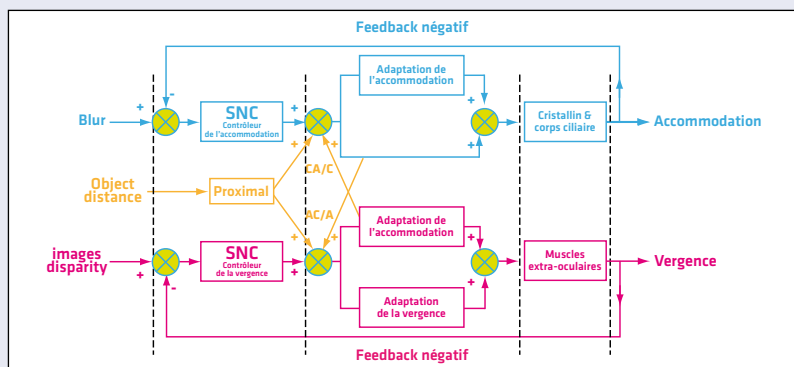 Feedback négatif
Adaptation de
l'accommodation
+
-
+
+
Blur
SNC
Contrôleur
de l'accommodation
Cristallin &
corps ciliaire
Accommodation
+
+
+
CA/C
Object
distance
Proximal
AC/A
+
+
Adaptation de
l'accommodation
+
images
disparity
SNC
Contrôleur
de la vergence
Muscles
extra-oculaires
Vergence
+
+
-
+
Adaptation
de la vergence
Feedback négatif